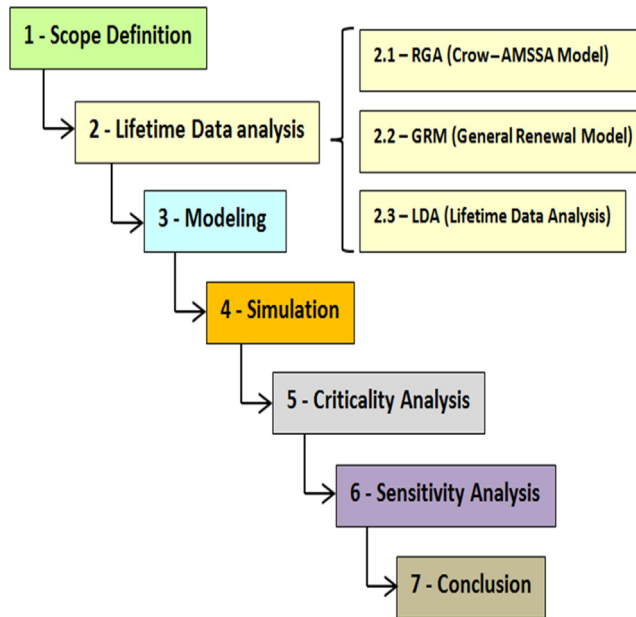 1 - Scope Definition
2 - Lifetime Data analysis
2.1 – RGA (Crow–AMSSA Model)
2.2 – GRM (General Renewal Model)
2.3 – LDA (Lifetime Data Analysis)
3 - Modeling
4 - Simulation
5 - Criticality Analysis
6 - Sensitivity Analysis
7 - Conclusion